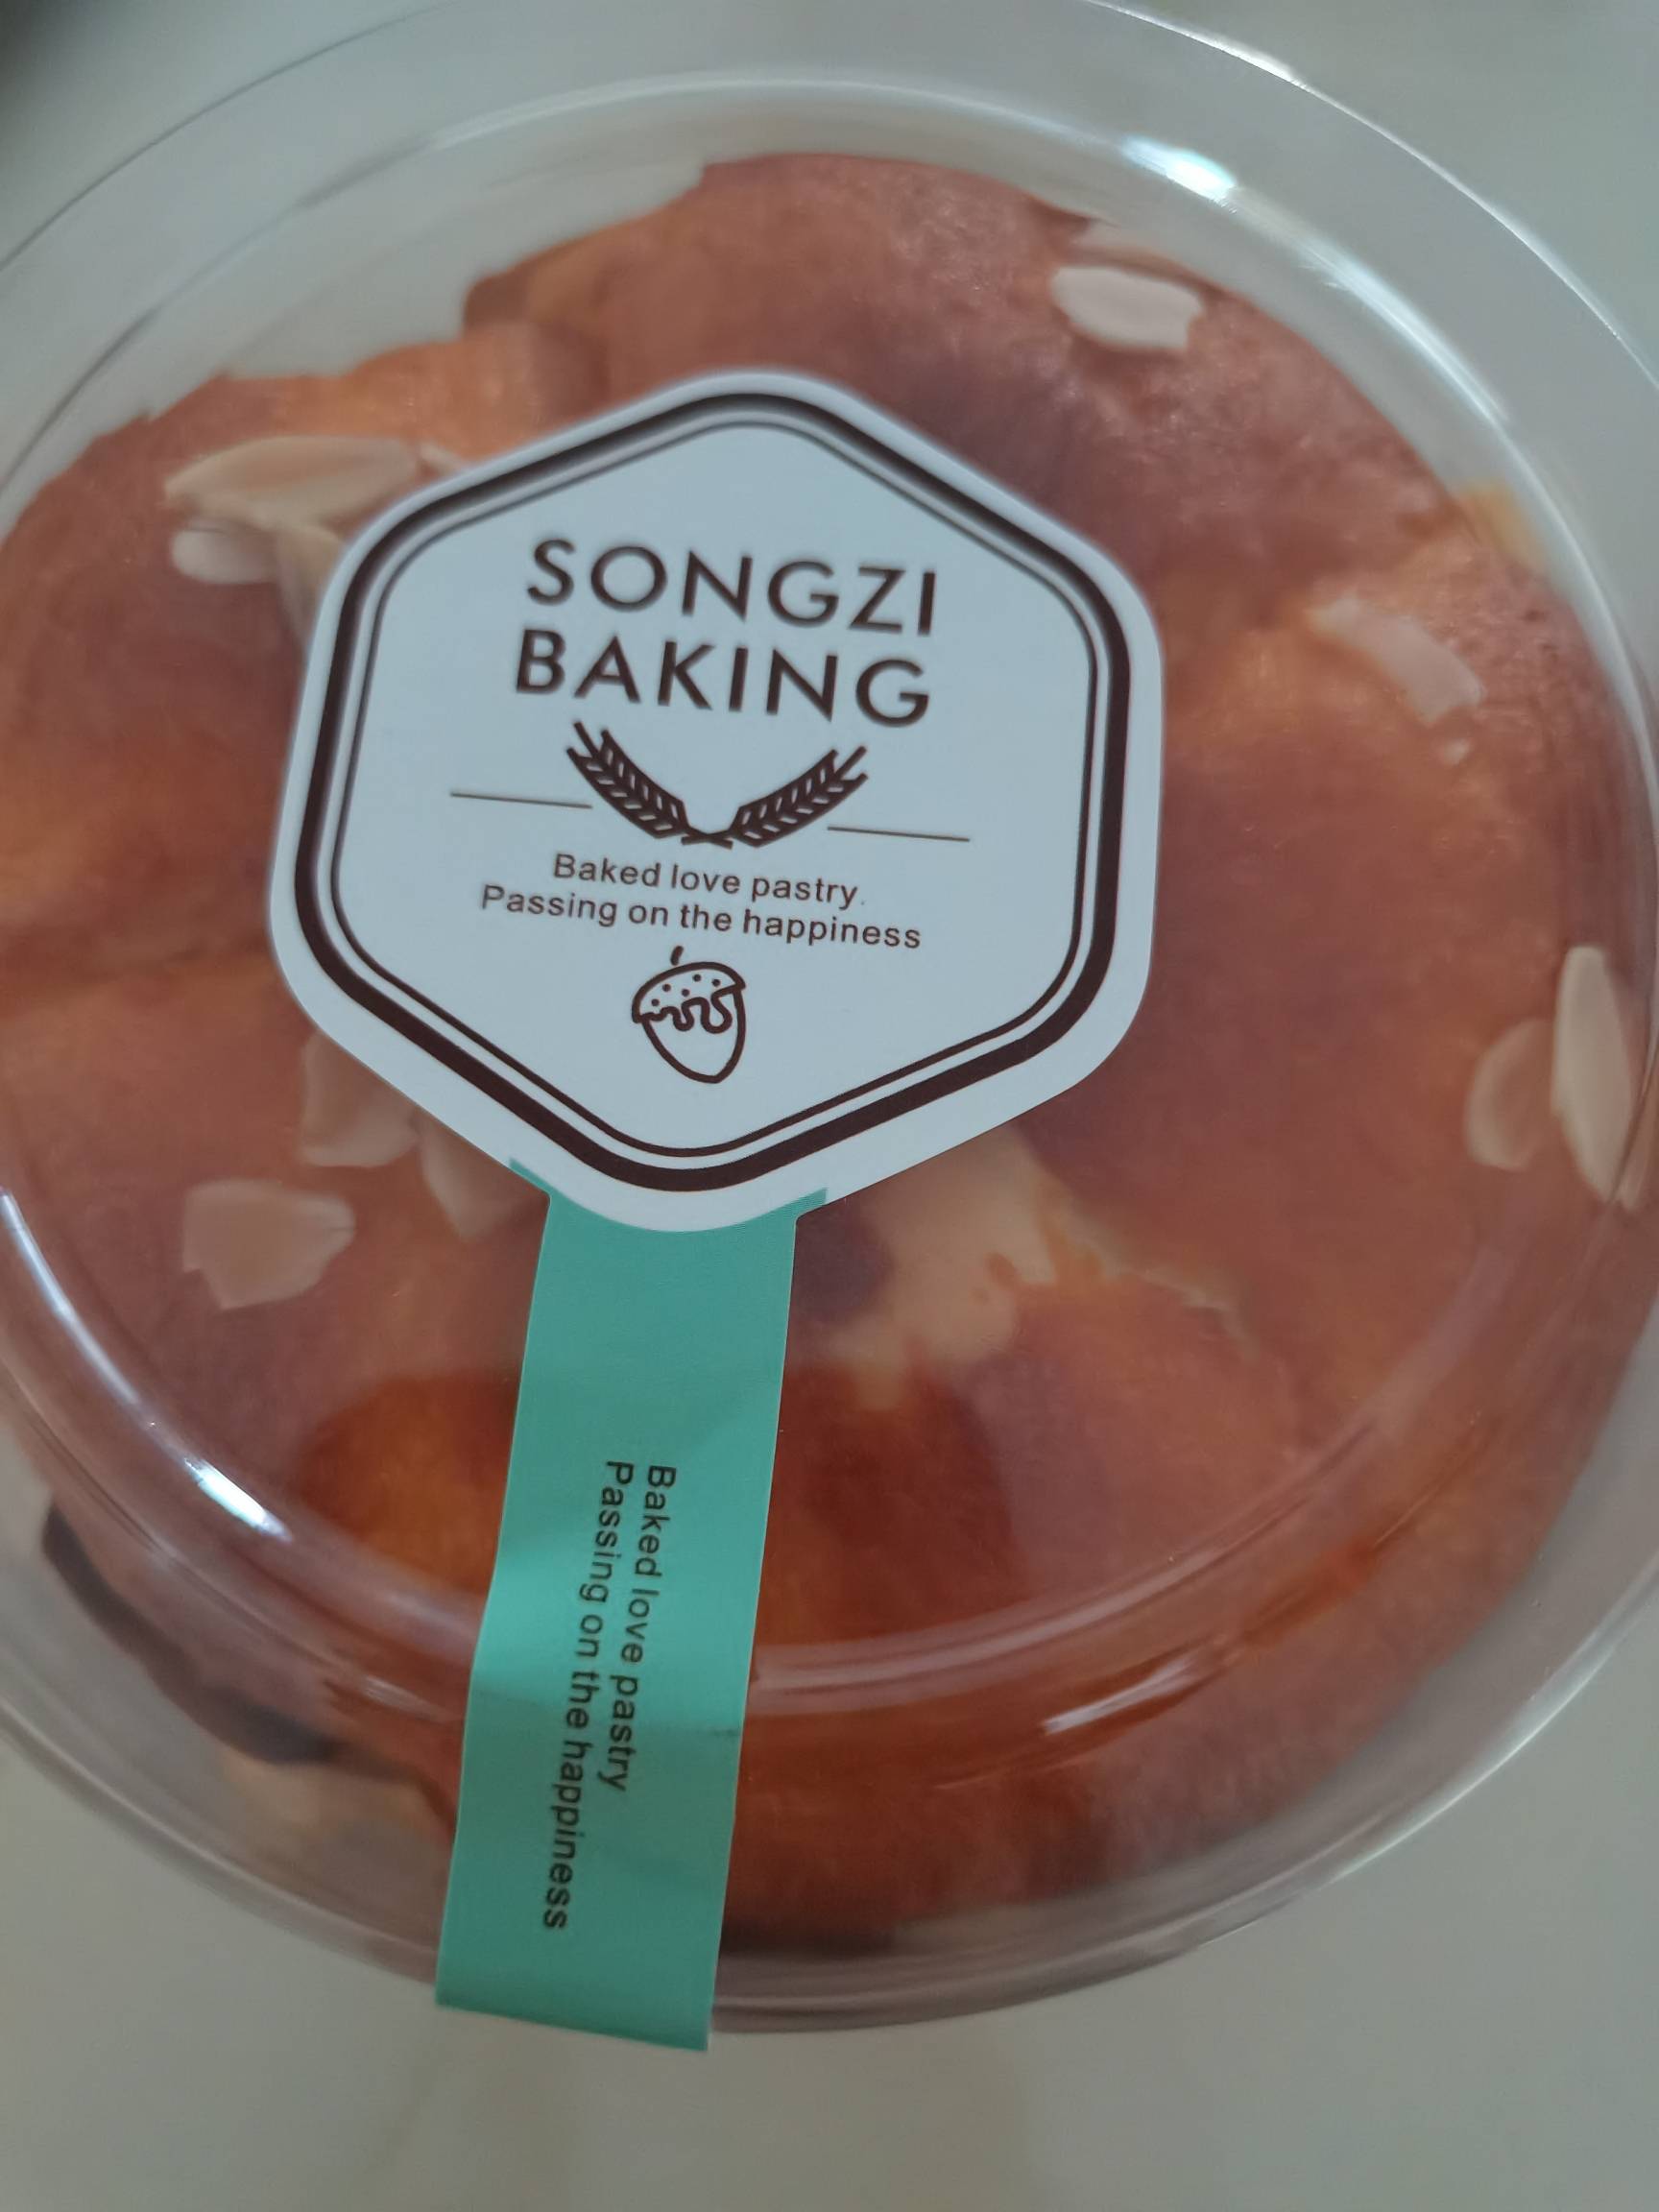 SONGZI
BAKING
Baked love pastry.
Passing on the happiness
Baked love pastry
Passing on the happiness